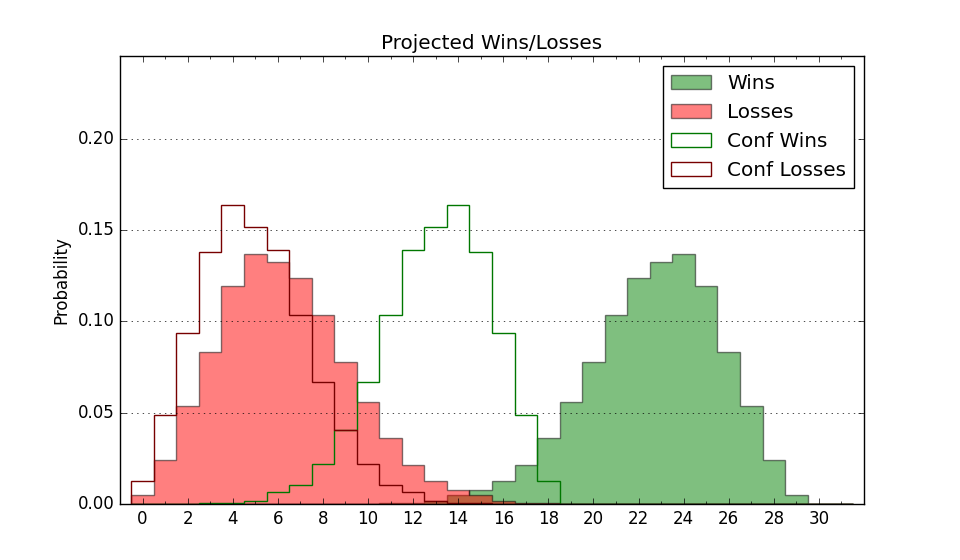 Projected Wins/Losses
Wins
Losses
Conf Wins
Conf Losses
Probability
0.20
0.15
0.10
0.05
0.00
0 2 4 6 8 10 12 14 16 18 20 22 24 26 28 30